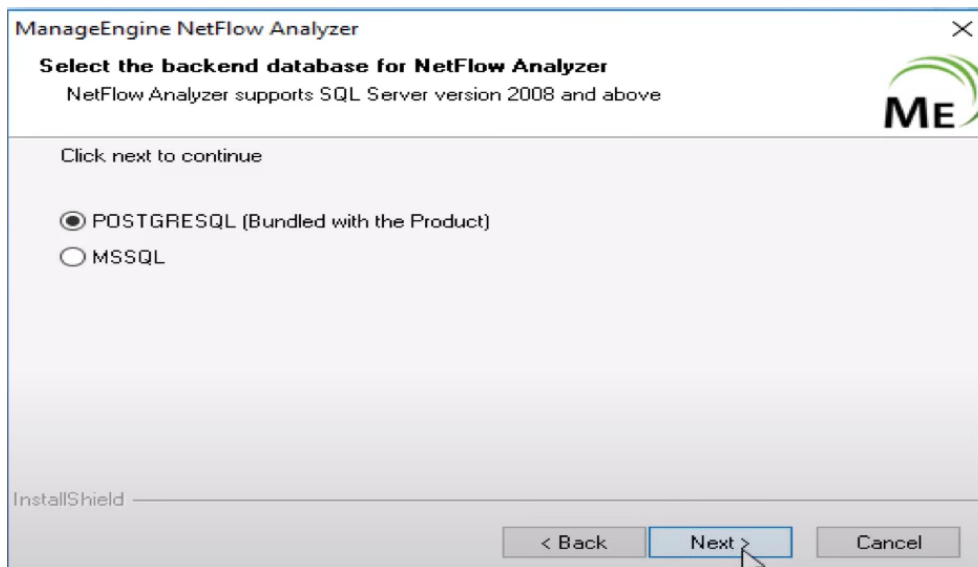 ManageEngine NetFlow Analyzer
Select the backend database for NetFlow Analyzer
NetFlow Analyzer supports SQL Server version 2008 and above
ME
Click next to continue
POSTGRESQL (Bundled with the Product)
MSSQL
InstallShield
< Back
Next >
Cancel